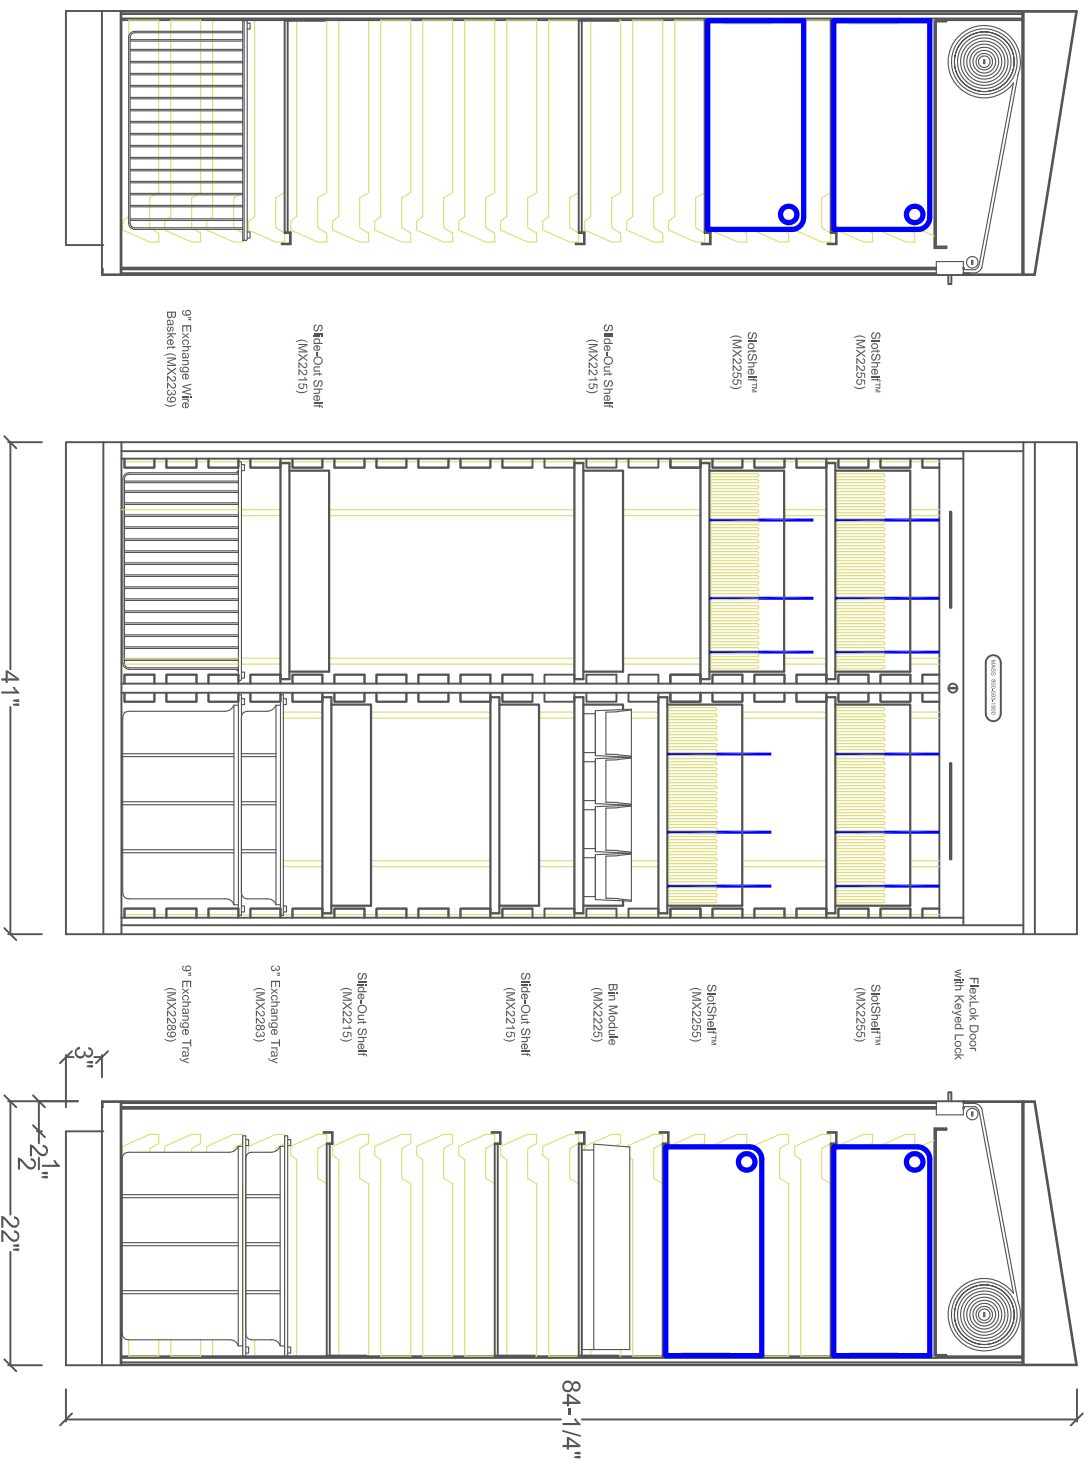 SlotShelf™
(MX2255)
SlotShelf™
(MX2255)
Slide-Out Shelf
(MX2215)
Slide-Out Shelf
(MX2215)
9" Exchange Wire
Basket (MX2239)
FlexLok Door
with Keyed Lock
SlotShelf™
(MX2255)
SlotShelf™
(MX2255)
Bin Module
(MX2225)
Slide-Out Shelf
(MX2215)
Slide-Out Shelf
(MX2215)
3" Exchange Tray
(MX2283)
9" Exchange Tray
(MX2289)
41"
3"
2 1/2"
22"
84-1/4"